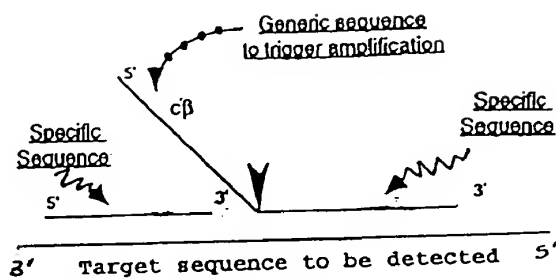 Generic sequence
to trigger amplification
5'
c'β
Specific
Sequence
Specific
Sequence
5'
3'
3'
3' Target sequence to be detected 5'